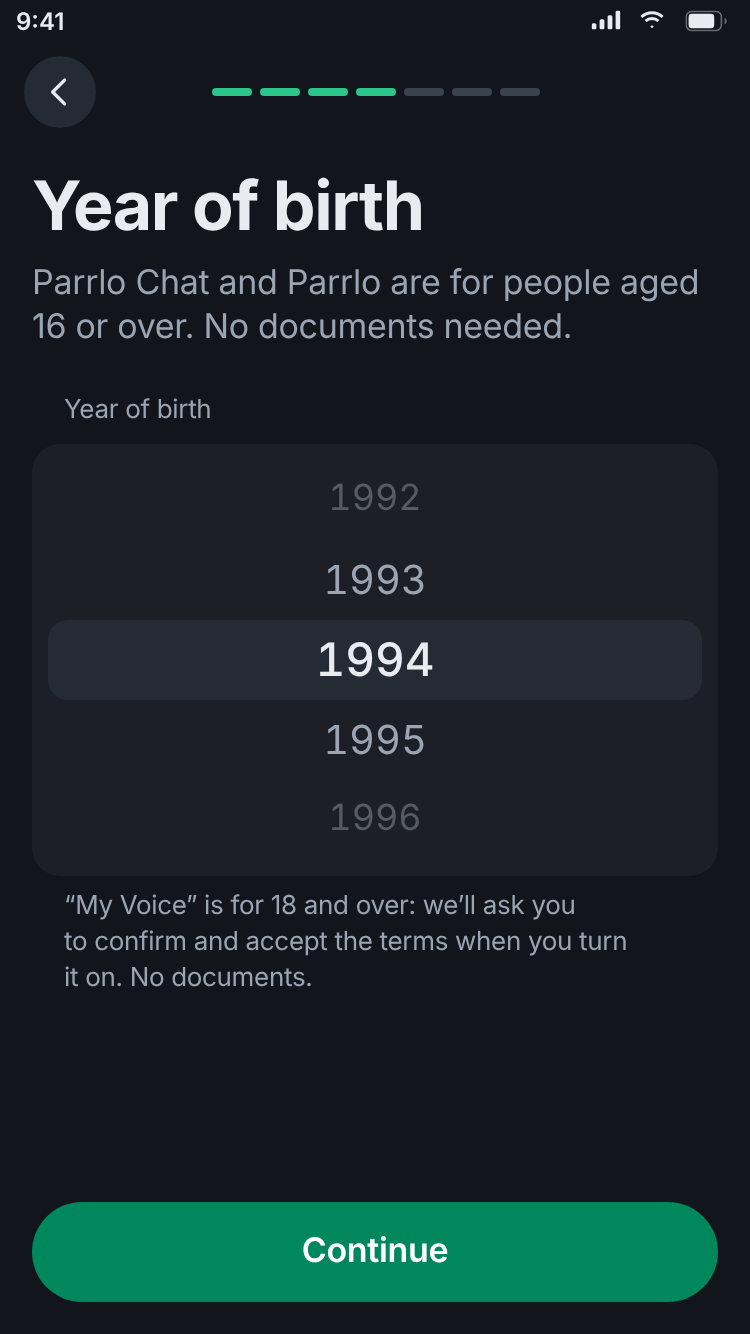 9:41
Year of birth
Parrlo Chat and Parrlo are for people aged
16 or over. No documents needed.
Year of birth
1992
1993
1994
1995
1996
“My Voice” is for 18 and over: we’ll ask you
to confirm and accept the terms when you turn
it on. No documents.
Continue